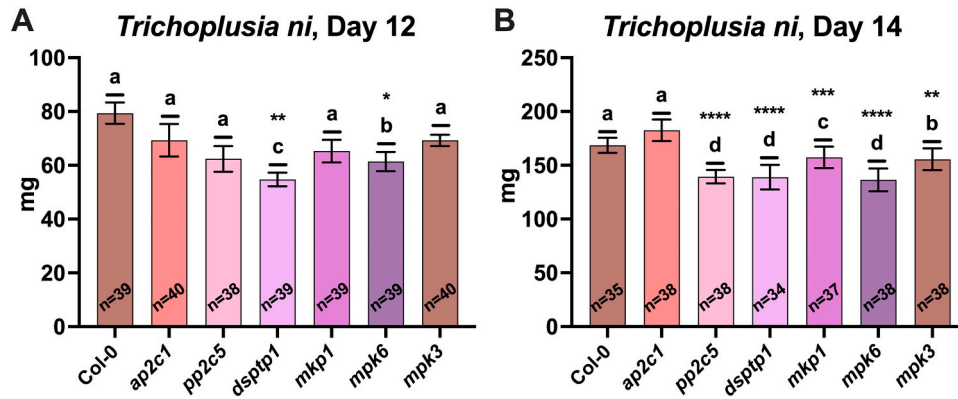 A
Trichoplusia ni, Day 12
mg
100
80
60
40
20
0
a
a
a
**
c
a
*
b
a
n=39
n=40
n=38
n=39
n=39
n=39
n=40
Col-0
ap2c1
pp2c5
dsptp1
mkp1
mpk6
mpk3
B
Trichoplusia ni, Day 14
mg
250
200
150
100
50
0
a
a
****
d
****
d
***
c
****
d
**
b
n=35
n=38
n=38
n=34
n=37
n=38
n=38
Col-0
ap2c1
pp2c5
dsptp1
mkp1
mpk6
mpk3